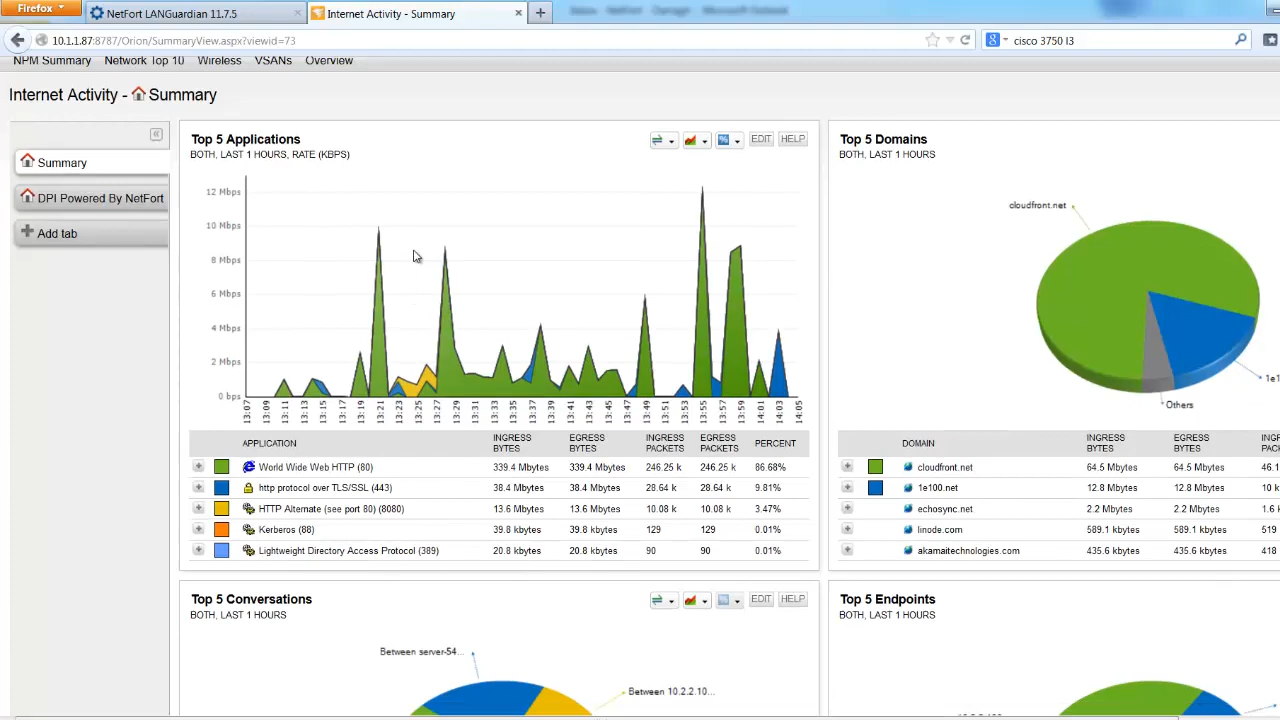 Firefox
NetFort LANGuardian 11.7.5
Internet Activity - Summary
10.1.1.87:8787/Orion/SummaryView.aspx?viewid=73
cisco 3750 l3
NPM Summary Network Top 10 Wireless VSANs Overview
Internet Activity - Summary
Summary
DPI Powered By NetFort
Add tab
Top 5 Applications
EDIT HELP
BOTH, LAST 1 HOURS, RATE (KBPS)
12 Mbps
10 Mbps
8 Mbps
6 Mbps
4 Mbps
2 Mbps
0 bps
13:07 13:09 13:11 13:13 13:15 13:17 13:19 13:21 13:23 13:25 13:27 13:29 13:31 13:33 13:35 13:37 13:39 13:41 13:43 13:45 13:47 13:49 13:51 13:53 13:55 13:57 13:59 14:01 14:03 14:05
APPLICATION INGRESS BYTES EGRESS BYTES INGRESS PACKETS EGRESS PACKETS PERCENT
World Wide Web HTTP (80) 339.4 Mbytes 339.4 Mbytes 246.25 k 246.25 k 86.68%
http protocol over TLS/SSL (443) 38.4 Mbytes 38.4 Mbytes 28.64 k 28.64 k 9.81%
HTTP Alternate (see port 80) (8080) 13.6 Mbytes 13.6 Mbytes 10.08 k 10.08 k 3.47%
Kerberos (88) 39.8 kbytes 39.8 kbytes 129 129 0.01%
Lightweight Directory Access Protocol (389) 20.8 kbytes 20.8 kbytes 90 90 0.01%
Top 5 Domains
BOTH, LAST 1 HOURS
cloudfront.net
1e1
Others
DOMAIN INGRESS BYTES EGRESS BYTES INGR PACK
cloudfront.net 64.5 Mbytes 64.5 Mbytes 46.1
1e100.net 12.8 Mbytes 12.8 Mbytes 10 k
echosync.net 2.2 Mbytes 2.2 Mbytes 1.6 k
linode.com 589.1 kbytes 589.1 kbytes 519
akamaitechnologies.com 435.6 kbytes 435.6 kbytes 418
Top 5 Conversations
EDIT HELP
BOTH, LAST 1 HOURS
Between server-54...
Between 10.2.2.10...
Top 5 Endpoints
BOTH, LAST 1 HOURS